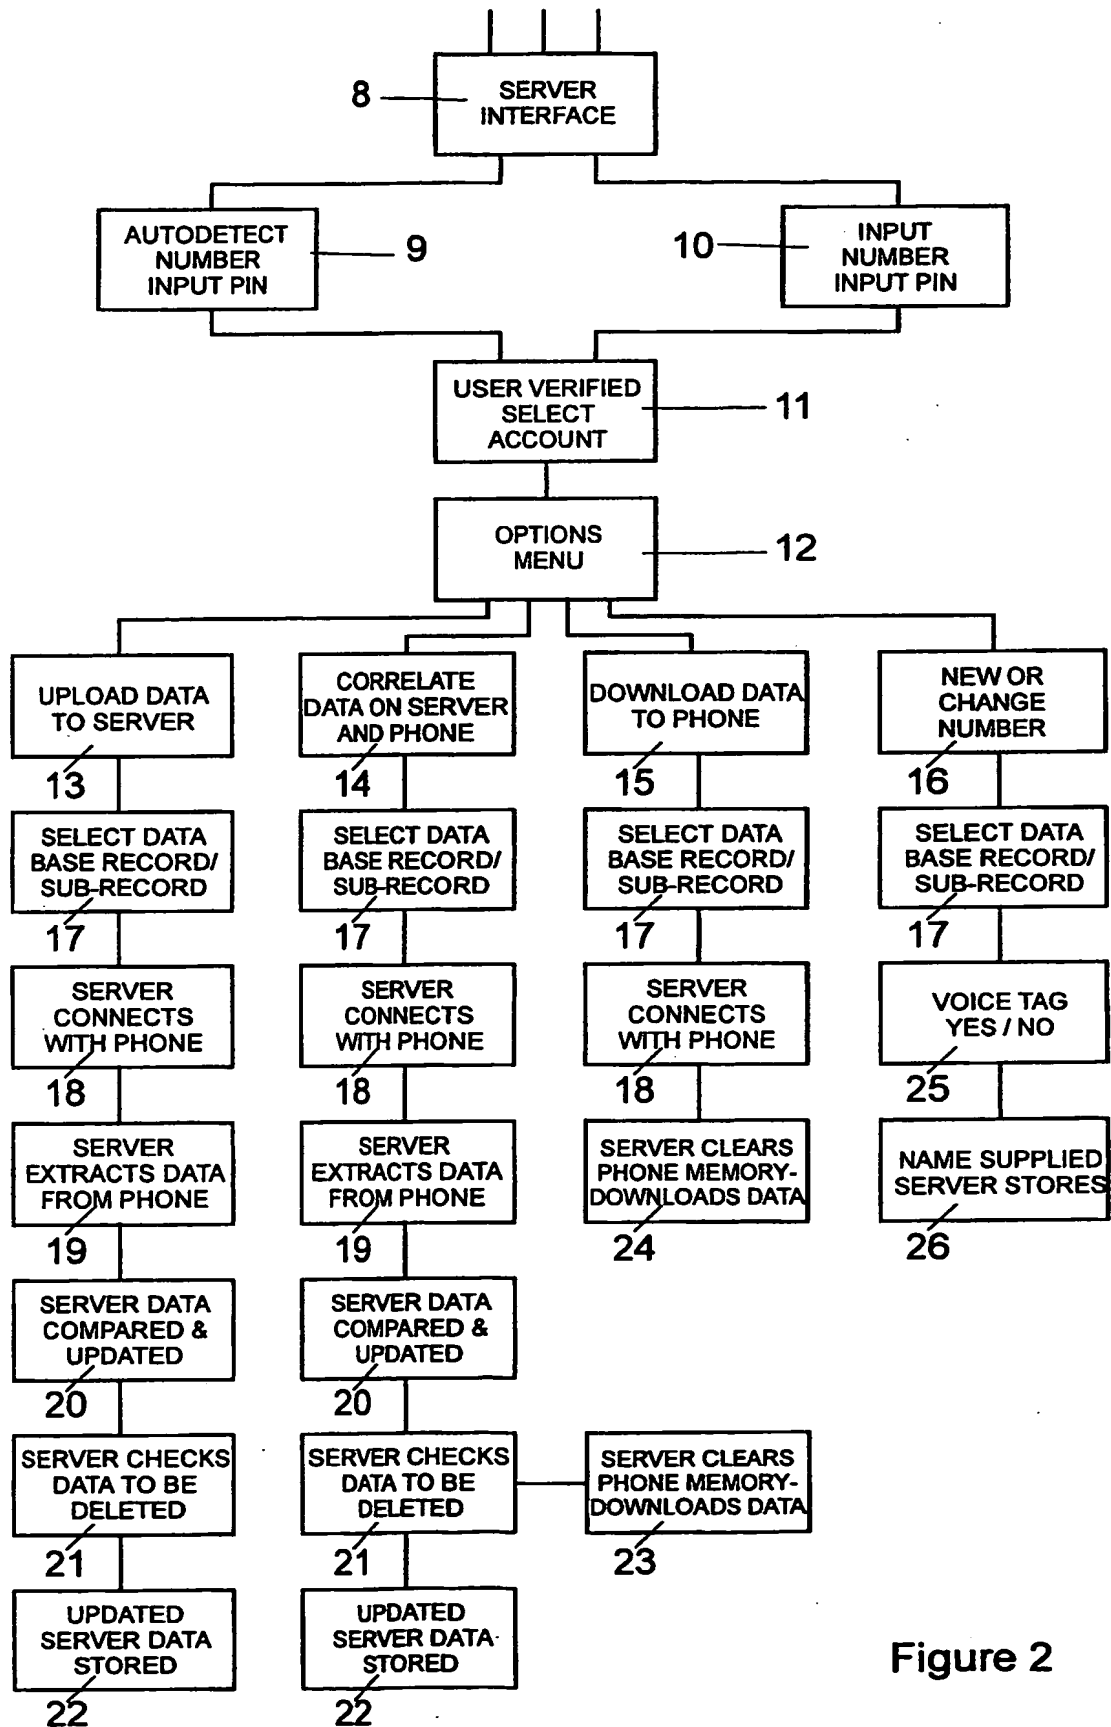 8
SERVER
INTERFACE
AUTODETECT
NUMBER
INPUT PIN
9
10
INPUT
NUMBER
INPUT PIN
USER VERIFIED
SELECT
ACCOUNT
11
OPTIONS
MENU
12
UPLOAD DATA
TO SERVER
13
CORRELATE
DATA ON SERVER
AND PHONE
14
DOWNLOAD DATA
TO PHONE
15
NEW OR
CHANGE
NUMBER
16
SELECT DATA
BASE RECORD/
SUB-RECORD
17
SELECT DATA
BASE RECORD/
SUB-RECORD
17
SELECT DATA
BASE RECORD/
SUB-RECORD
17
SELECT DATA
BASE RECORD/
SUB-RECORD
17
SERVER
CONNECTS
WITH PHONE
18
SERVER
CONNECTS
WITH PHONE
18
SERVER
CONNECTS
WITH PHONE
18
VOICE TAG
YES / NO
25
SERVER
EXTRACTS DATA
FROM PHONE
19
SERVER
EXTRACTS DATA
FROM PHONE
19
SERVER CLEARS
PHONE MEMORY-
DOWNLOADS DATA
24
NAME SUPPLIED
SERVER STORES
26
SERVER DATA
COMPARED &
UPDATED
20
SERVER DATA
COMPARED &
UPDATED
20
SERVER CHECKS
DATA TO BE
DELETED
21
SERVER CHECKS
DATA TO BE
DELETED
21
SERVER CLEARS
PHONE MEMORY-
DOWNLOADS DATA
23
UPDATED
SERVER DATA
STORED
22
UPDATED
SERVER DATA
STORED
22
Figure 2